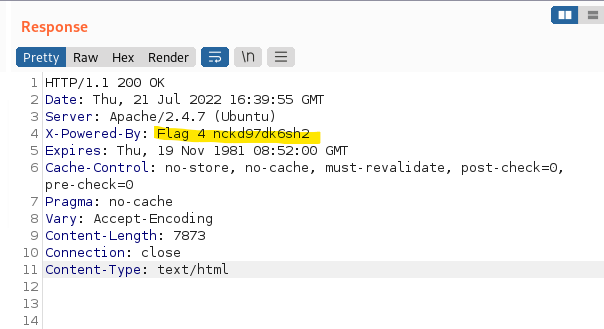 Response
Pretty Raw Hex Render \n
1 HTTP/1.1 200 OK
2 Date: Thu, 21 Jul 2022 16:39:55 GMT
3 Server: Apache/2.4.7 (Ubuntu)
4 X-Powered-By: Flag 4 nckd97dk6sh2
5 Expires: Thu, 19 Nov 1981 08:52:00 GMT
6 Cache-Control: no-store, no-cache, must-revalidate, post-check=0,
pre-check=0
7 Pragma: no-cache
8 Vary: Accept-Encoding
9 Content-Length: 7873
10 Connection: close
11 Content-Type: text/html
12
13
14